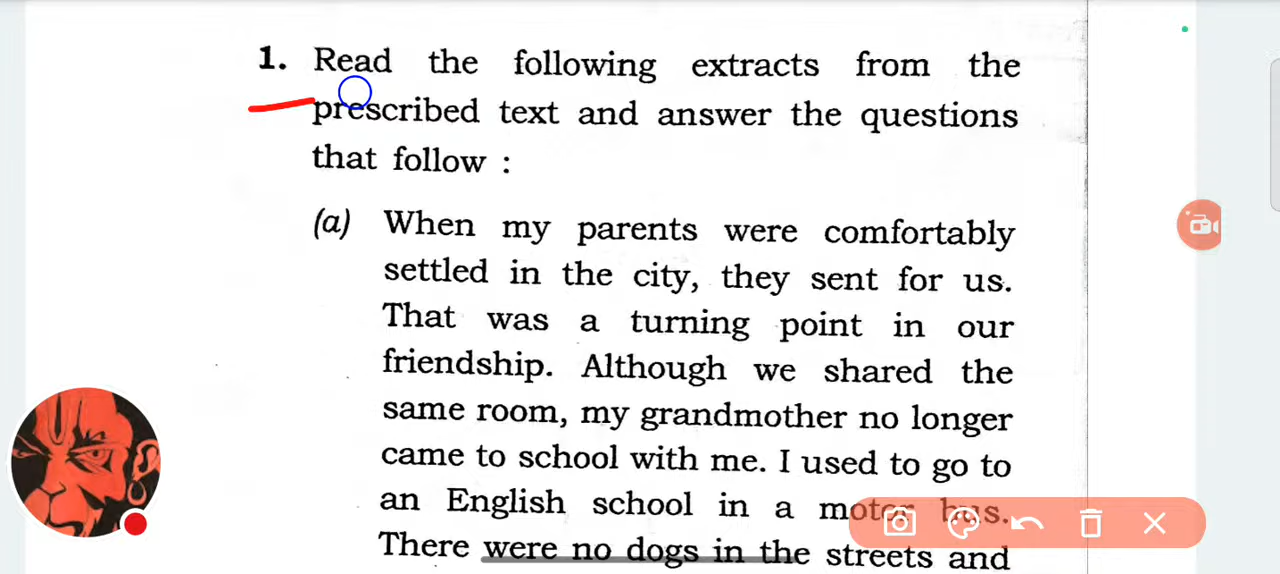 1. Read the following extracts from the
prescribed text and answer the questions
that follow :
(a) When my parents were comfortably
settled in the city, they sent for us.
That was a turning point in our
friendship. Although we shared the
same room, my grandmother no longer
came to school with me. I used to go to
an English school in a motor bus.
There were no dogs in the streets and